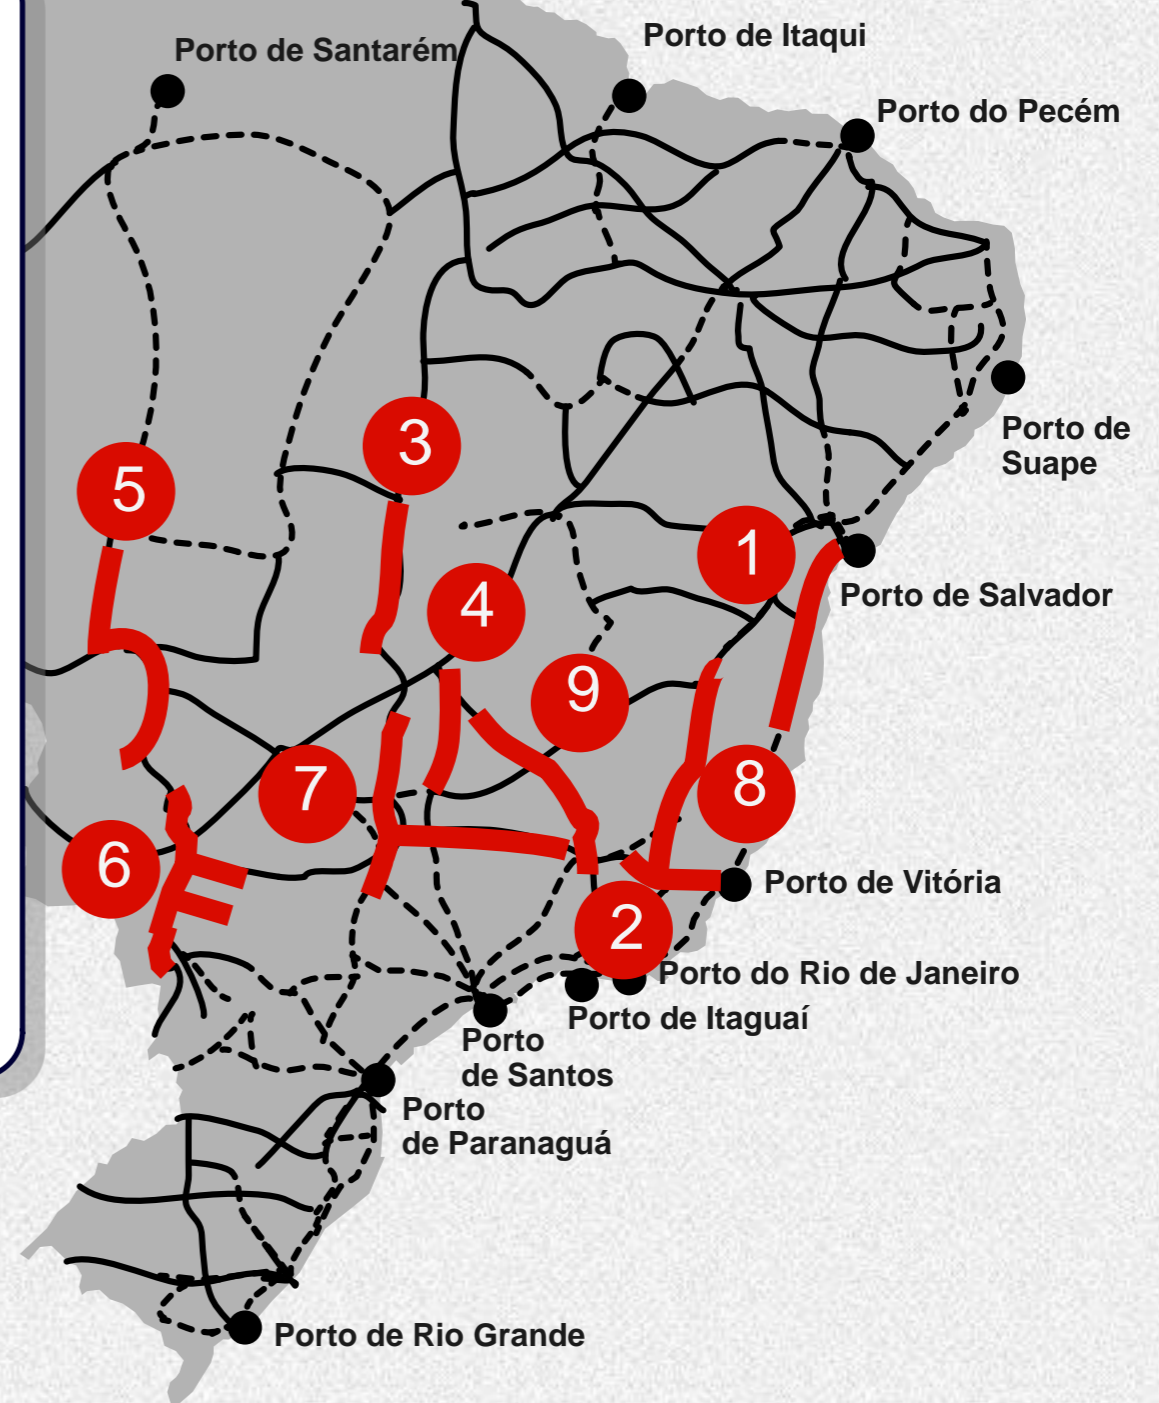 Porto de Itaqui
Porto de Santarém
Porto do Pecém
3
Porto de
Suape
5
1
Porto de Salvador
4
9
7
8
6
Porto de Vitória
2
Porto do Rio de Janeiro
Porto de Itaguaí
Porto
de Santos
Porto
de Paranaguá
Porto de Rio Grande